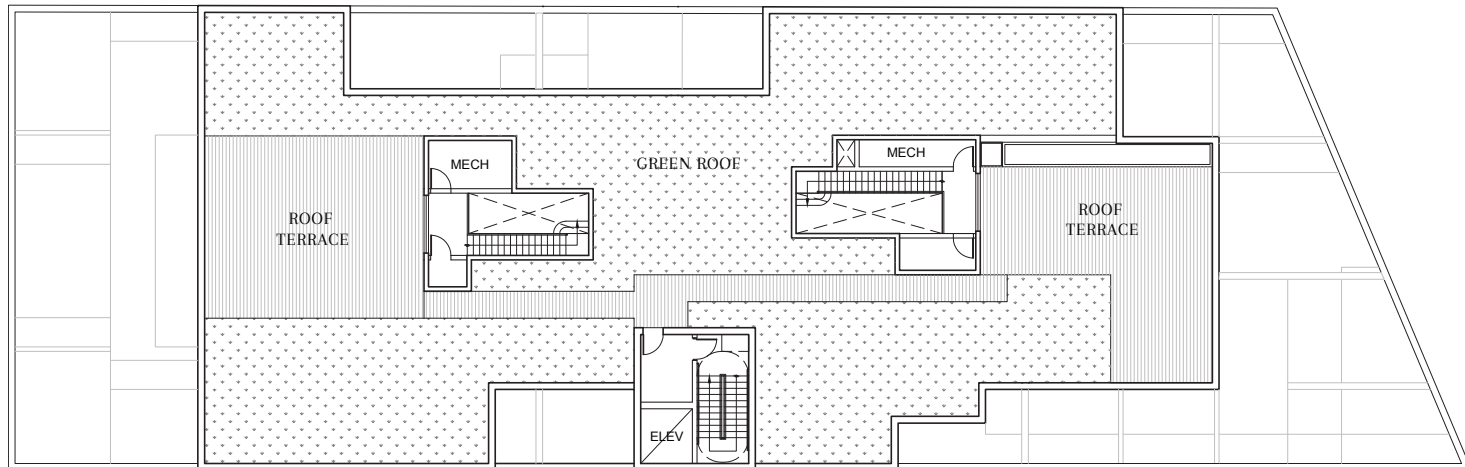 MECH
GREEN ROOF
MECH
ROOF
TERRACE
ROOF
TERRACE
ELEV